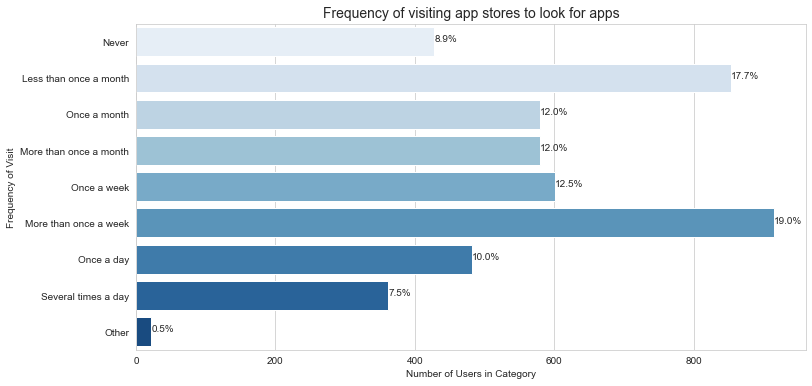 Frequency of visiting app stores to look for apps
Frequency of Visit
Never 8.9%
Less than once a month 17.7%
Once a month 12.0%
More than once a month 12.0%
Once a week 12.5%
More than once a week 19.0%
Once a day 10.0%
Several times a day 7.5%
Other 0.5%
0 200 400 600 800
Number of Users in Category